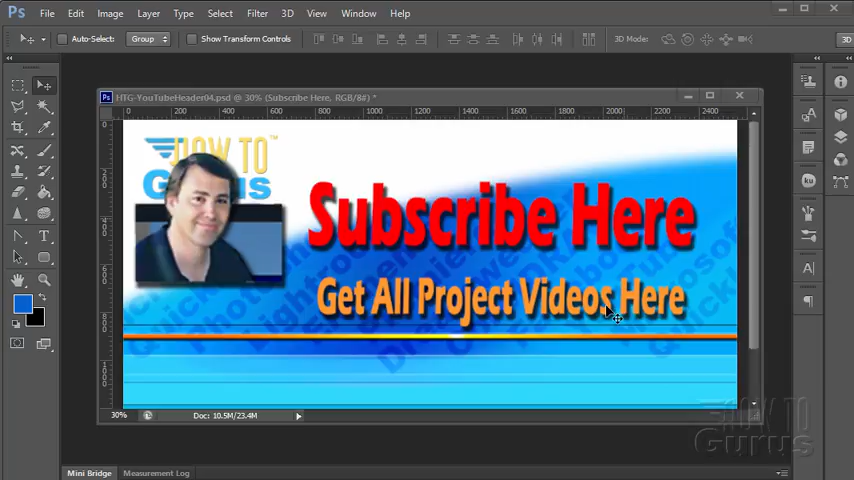 Ps File Edit Image Layer Type Select Filter 3D View Window Help
Auto-Select: Group Show Transform Controls 3D Mode: 3D
Ps HTG-YouTubeHeader04.psd @ 30% (Subscribe Here, RGB/8#) *
0 200 400 600 800 1000 1200 1400 1600 1800 2000 2200 2400
HOW TO™
Gurus
Subscribe Here
Get All Project Videos Here
30% Doc: 10.5M/23.4M
HOW TO
Gurus
Mini Bridge Measurement Log